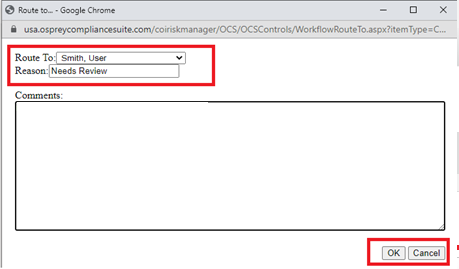 Route to... - Google Chrome
usa.ospreycompliancesuite.com/coiriskmanager/OCS/OCSControls/WorkflowRouteTo.aspx?itemType=C...
Route To: Smith, User
Reason: Needs Review
Comments:
OK Cancel